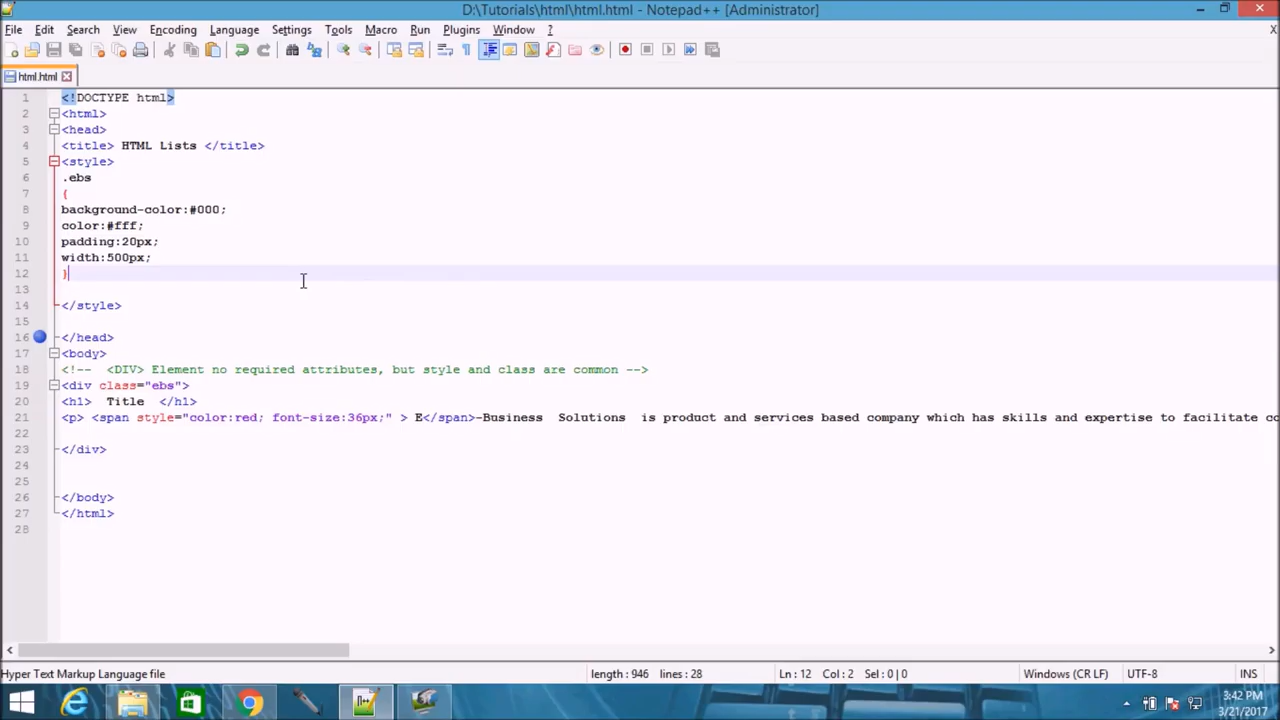 D:\Tutorials\html\html.html - Notepad++ [Administrator]
File Edit Search View Encoding Language Settings Tools Macro Run Plugins Window ? X
html.html
1 <!DOCTYPE html>
2 <html>
3 <head>
4 <title> HTML Lists </title>
5 <style>
6 .ebs
7 {
8 background-color:#000;
9 color:#fff;
10 padding:20px;
11 width:500px;
12 }
13
14 </style>
15
16 </head>
17 <body>
18 <!-- <DIV> Element no required attributes, but style and class are common -->
19 <div class="ebs">
20 <h1> Title </h1>
21 <p> <span style="color:red; font-size:36px;" > E</span>-Business Solutions is product and services based company which has skills and expertise to facilitate co
22
23 </div>
24
25
26 </body>
27 </html>
28
Hyper Text Markup Language file length : 946 lines : 28 Ln : 12 Col : 2 Sel : 0 | 0 Windows (CR LF) UTF-8 INS
3:42 PM
3/21/2017